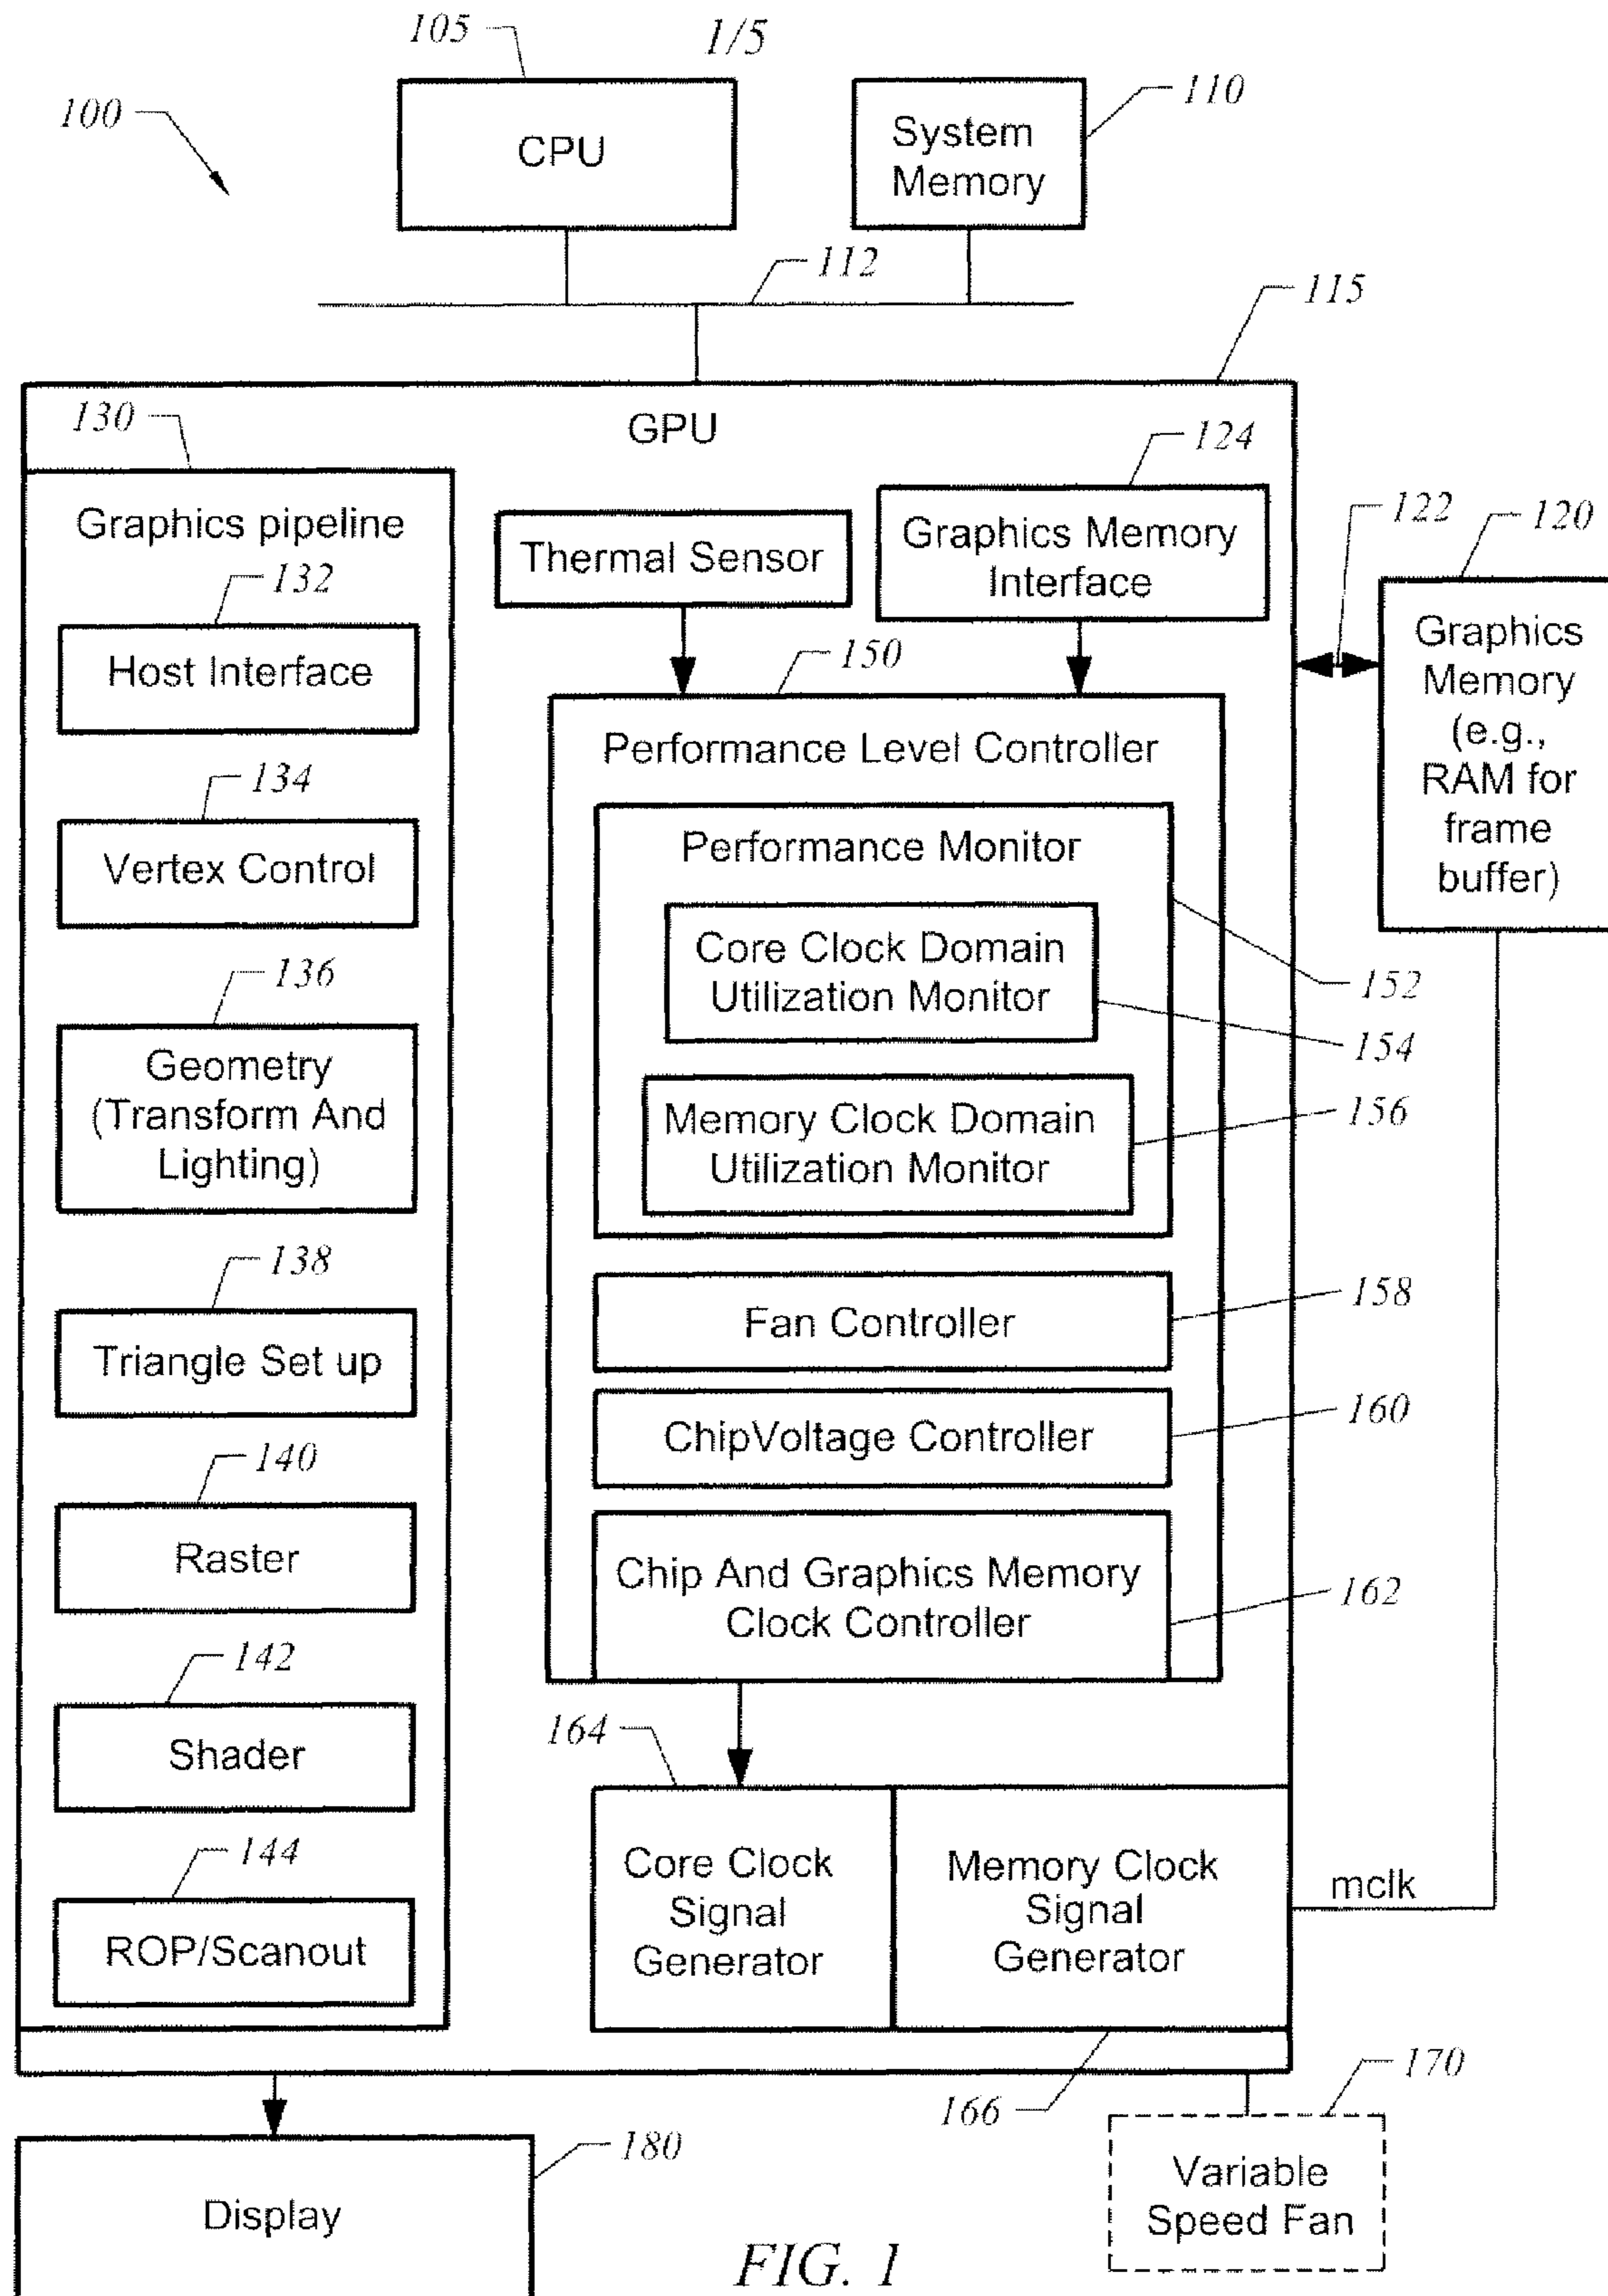 105
1/5
100
CPU
System
Memory
110
112
115
GPU
130
Graphics pipeline
132
Host Interface
134
Vertex Control
136
Geometry
(Transform And
Lighting)
138
Triangle Set up
140
Raster
142
Shader
144
ROP/Scanout
Thermal Sensor
124
Graphics Memory
Interface
122
120
Graphics
Memory
(e.g.,
RAM for
frame
buffer)
150
Performance Level Controller
Performance Monitor
152
Core Clock Domain
Utilization Monitor
154
Memory Clock Domain
Utilization Monitor
156
Fan Controller
158
ChipVoltage Controller
160
Chip And Graphics Memory
Clock Controller
162
164
Core Clock
Signal
Generator
Memory Clock
Signal
Generator
mclk
166
170
Variable
Speed Fan
180
Display
FIG. 1